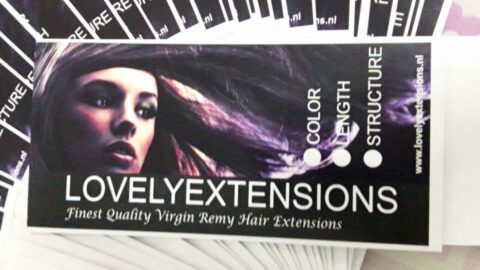 COLOR
LENGTH
STRUCTURE
www.lovelyextensions.nl
LOVELYEXTENSIONS
Finest Quality Virgin Remy Hair Extensions